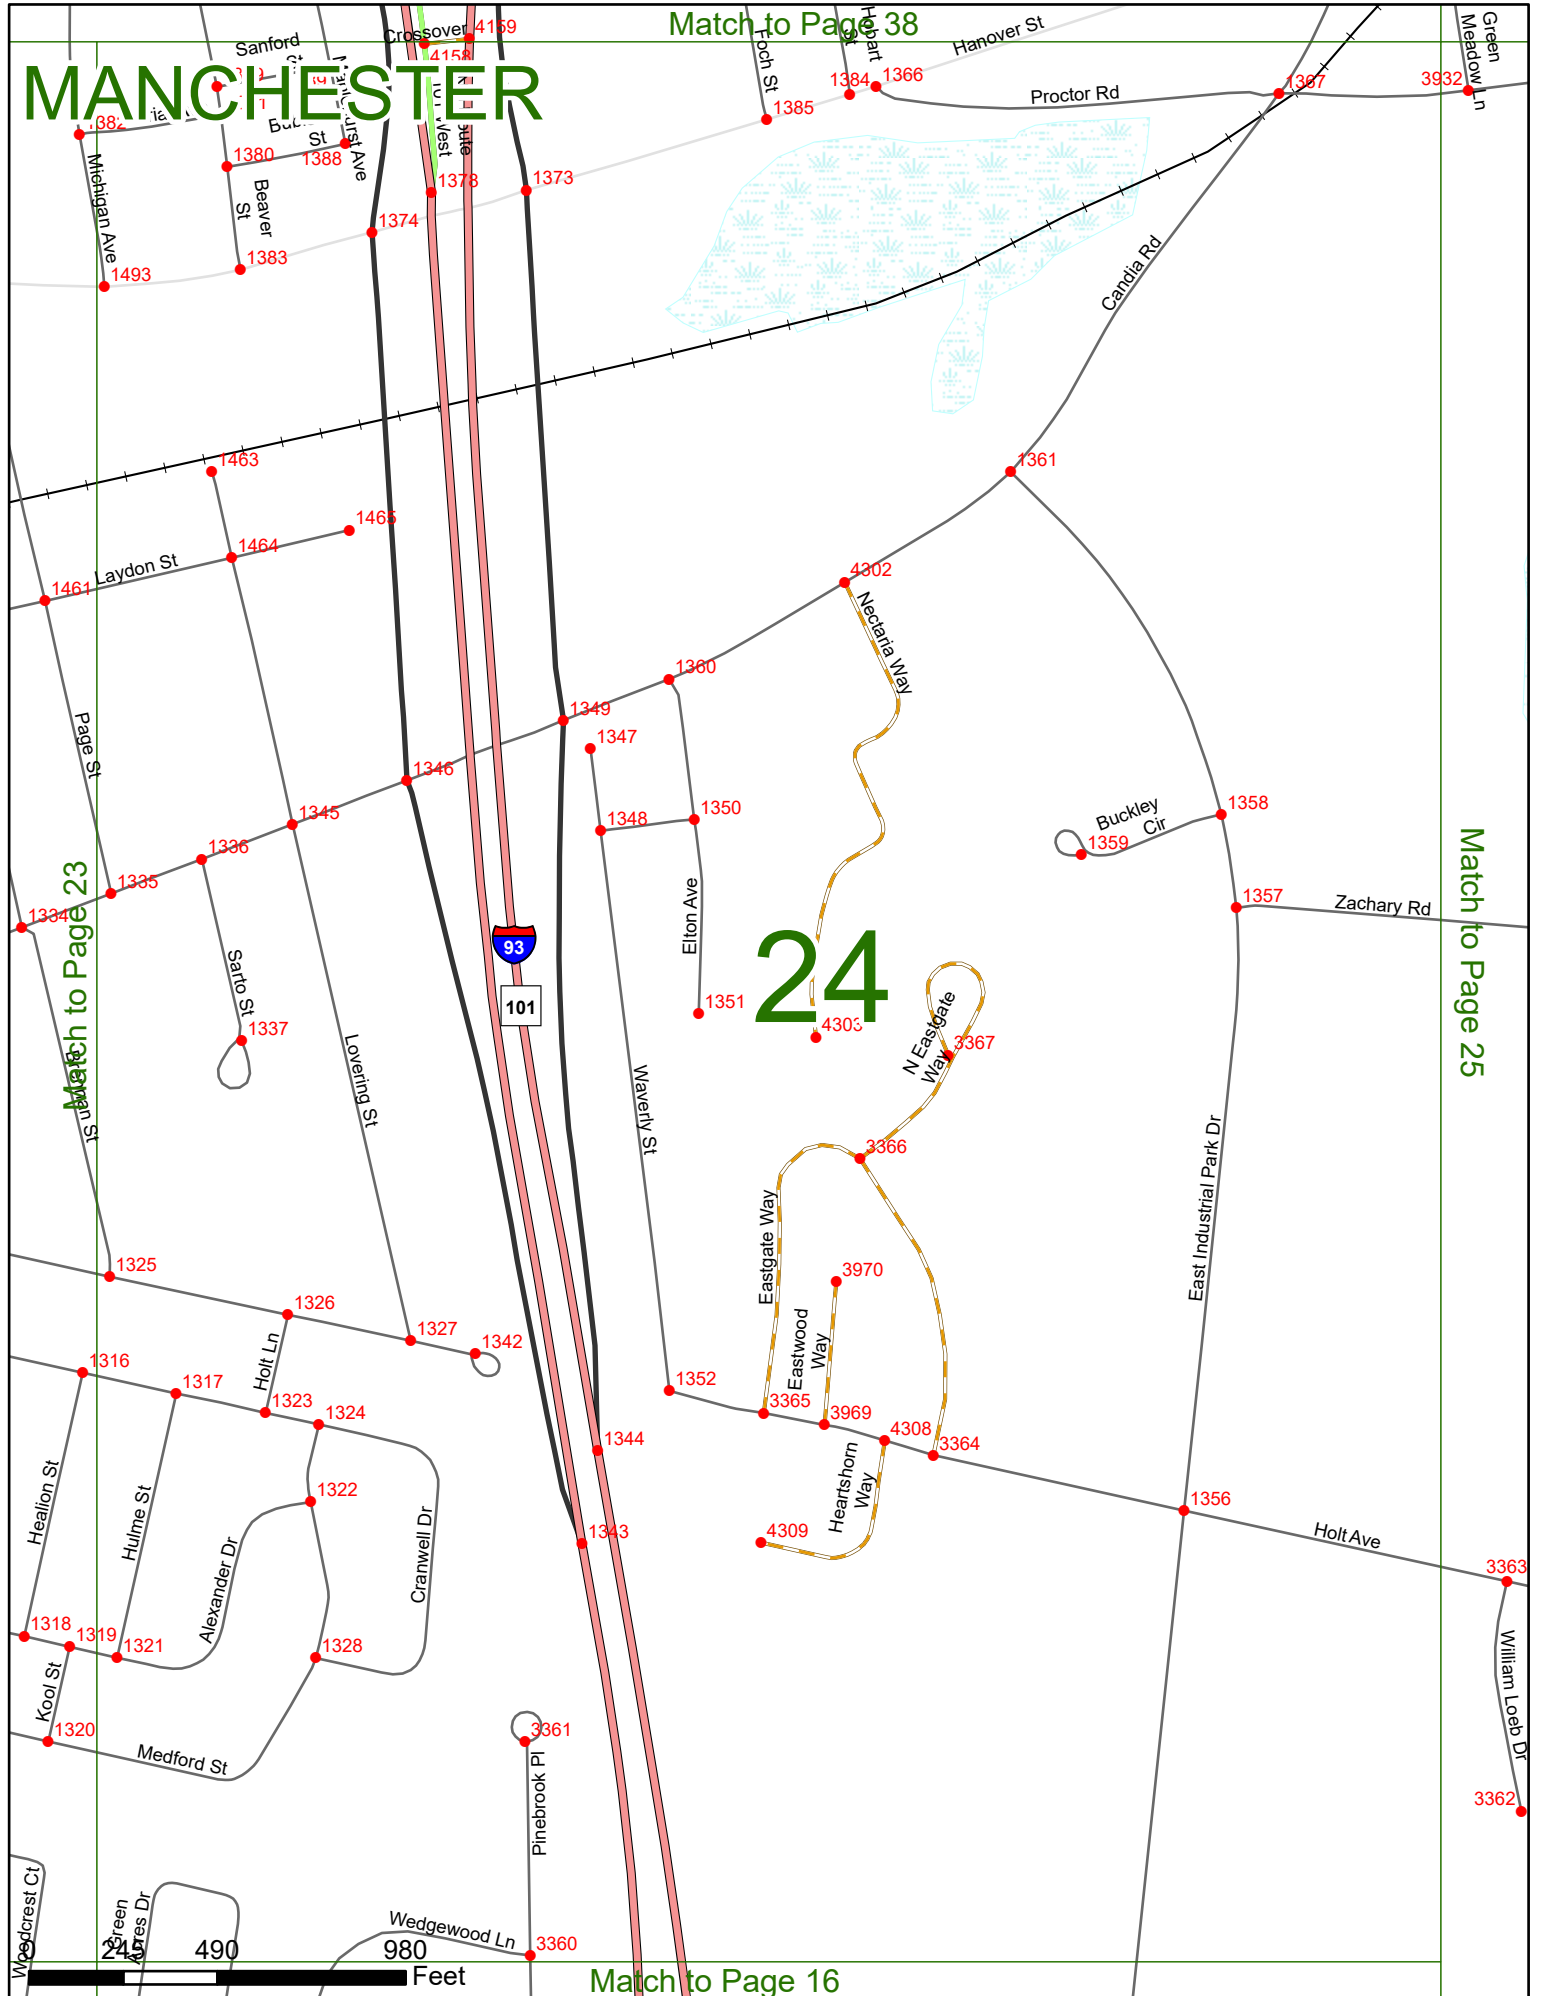 Match to Page 38
MANCHESTER
Sanford
St
Crossover
4159
4158
Foch St
Hobart
St
Hanover St
Green
Meadow Ln
1384
1366
1385
Proctor Rd
1367
3932
1382
St
1380
1388
Michigan Ave
Beaver
St
1378
1373
1374
1383
1493
Candia Rd
1463
1465
1464
1461
Laydon St
1361
4302
Nectaria Way
1360
1349
1347
Page St
1346
1345
1348
1350
1336
1335
1334
Buckley
Cir
1358
1359
1357
Zachary Rd
Match to Page 23
Match to Page 25
Elton Ave
93
101
24
Sarto St
1337
1351
4303
N Eastgate
Way
3367
Lovering St
Waverly St
3366
East Industrial Park Dr
Eastgate Way
1325
1326
1327
1342
3970
Eastwood
Way
Holt Ln
1316
1317
1323
1324
1352
3365
3969
4308
3364
1344
Heartshorn
Way
1322
1356
Healion St
Hulme St
Alexander Dr
Cranwell Dr
1343
4309
Holt Ave
3363
1318
1319
1321
1328
Kool St
William Loeb Dr
1320
Medford St
3361
Pinebrook Pl
3362
Woodcrest Ct
Green
Acres Dr
Wedgewood Ln
3360
0 245 490 980
Feet
Match to Page 16